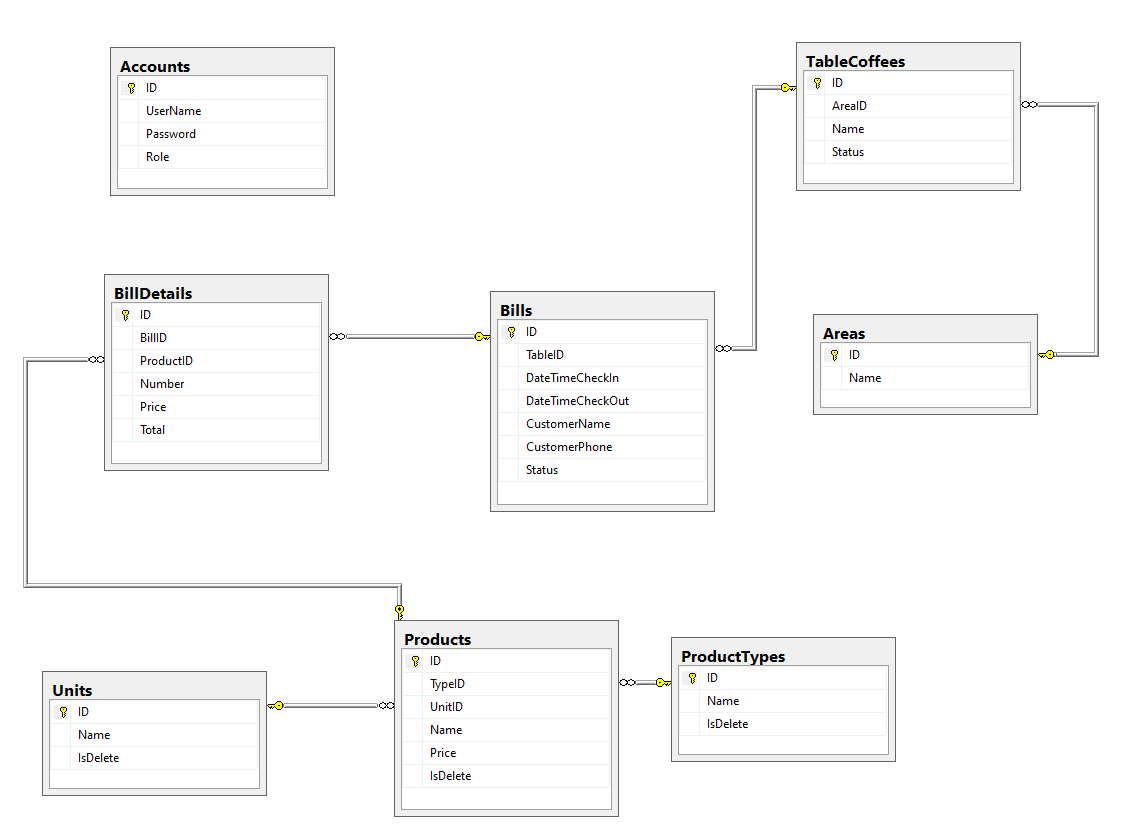 Accounts
ID
UserName
Password
Role
TableCoffees
ID
AreaID
Name
Status
BillDetails
ID
BillID
ProductID
Number
Price
Total
Bills
ID
TableID
DateTimeCheckIn
DateTimeCheckOut
CustomerName
CustomerPhone
Status
Areas
ID
Name
Units
ID
Name
IsDelete
Products
ID
TypeID
UnitID
Name
Price
IsDelete
ProductTypes
ID
Name
IsDelete